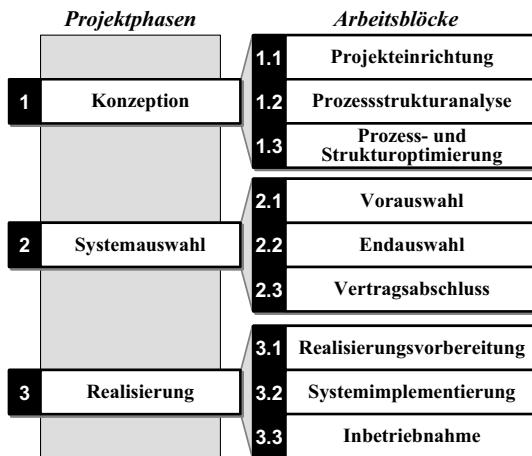 Projektphasen
Arbeitsblöcke
1 Konzeption
1.1 Projekteinrichtung
1.2 Prozessstrukturanalyse
1.3 Prozess- und
Strukturoptimierung
2 Systemauswahl
2.1 Vorauswahl
2.2 Endauswahl
2.3 Vertragsabschluss
3 Realisierung
3.1 Realisierungsvorbereitung
3.2 Systemimplementierung
3.3 Inbetriebnahme